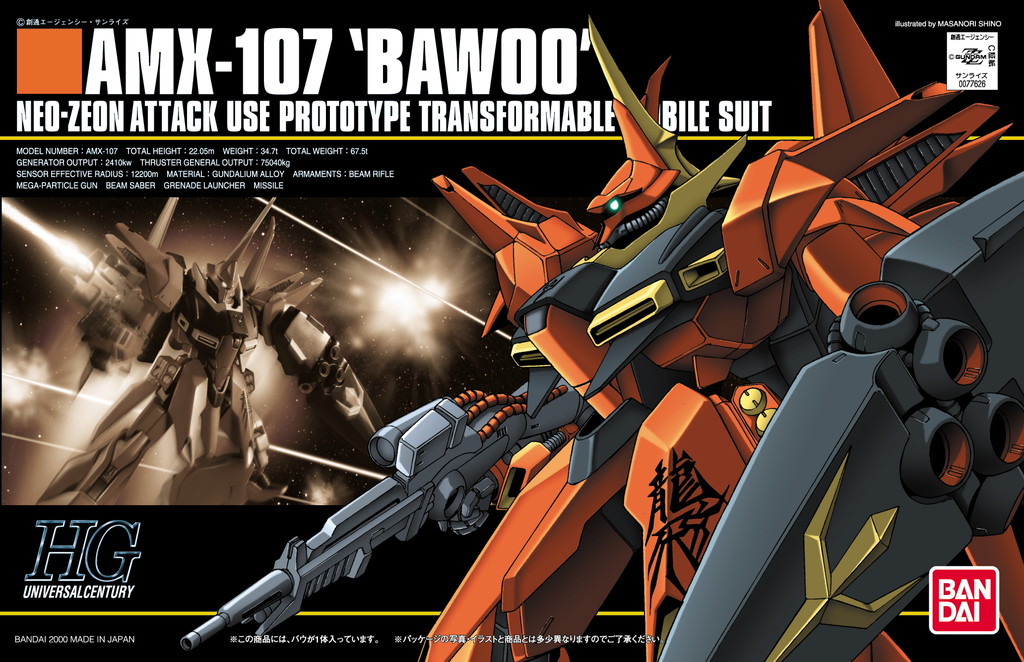 ©創通エージェンシー・サンライズ
illustrated by MASANORI SHINO
AMX-107 'BAWOO'
NEO-ZEON ATTACK USE PROTOTYPE TRANSFORMABLE BILE SUIT
創通エージェンシー
©GUNDAM
サンライズ
0077626
証紙
MODEL NUMBER : AMX-107 TOTAL HEIGHT : 22.05m WEIGHT : 34.7t TOTAL WEIGHT : 67.5t
GENERATOR OUTPUT : 2410kw THRUSTER GENERAL OUTPUT : 75040kg
SENSOR EFFECTIVE RADIUS : 12200m MATERIAL : GUNDALIUM ALLOY ARMAMENTS : BEAM RIFLE
MEGA-PARTICLE GUN BEAM SABER GRENADE LAUNCHER MISSILE
龍飛
HG
UNIVERSAL CENTURY
BAN
DAI
BANDAI 2000 MADE IN JAPAN
※この商品には、バウが1体入っています。 ※パッケージの写真・イラストと商品とは多少異なりますのでご了承ください